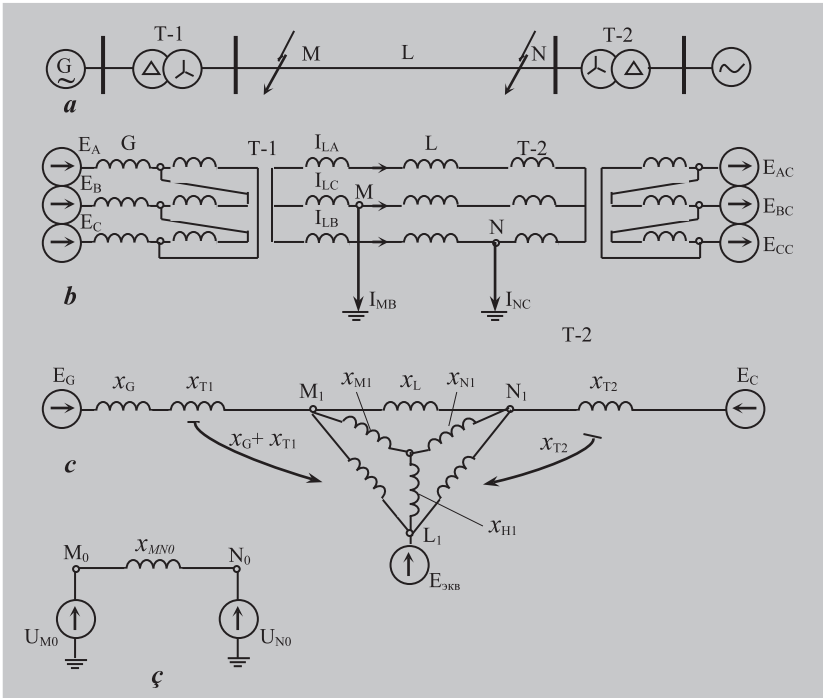 T-1
T-2
G
M
L
N
a
E_A
G
T-1
I_LA
L
T-2
E_B
I_LC
M
E_AC
E_C
I_LB
N
E_BC
E_CC
b
I_MB
I_NC
T-2
E_G
x_G
x_T1
M_1
x_M1
x_L
x_N1
N_1
x_T2
E_C
x_G + x_T1
x_T2
c
x_H1
L_1
E_экв
M_0
x_MN0
N_0
U_M0
U_N0
ç